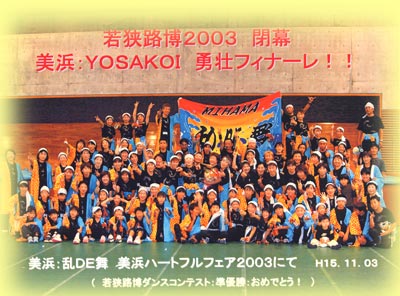 若狭路博2003 閉幕
美浜：YOSAKOI 勇壮フィナーレ！！
MIHAMA
美浜：乱DE舞 美浜ハートフルフェア2003にて H15.11.03
（ 若狭路博ダンスコンテスト：準優勝：おめでとう！ ）